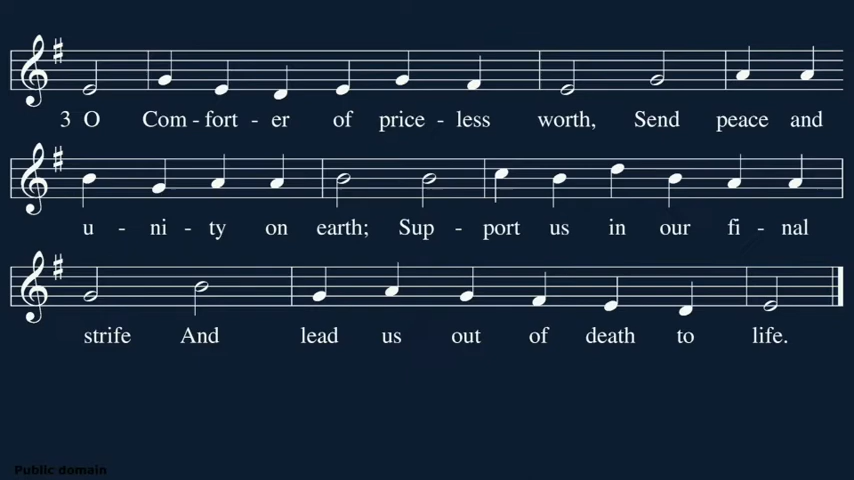 3 O Com - fort - er of price - less worth, Send peace and
u - ni - ty on earth; Sup - port us in our fi - nal
strife And lead us out of death to life.
Public domain